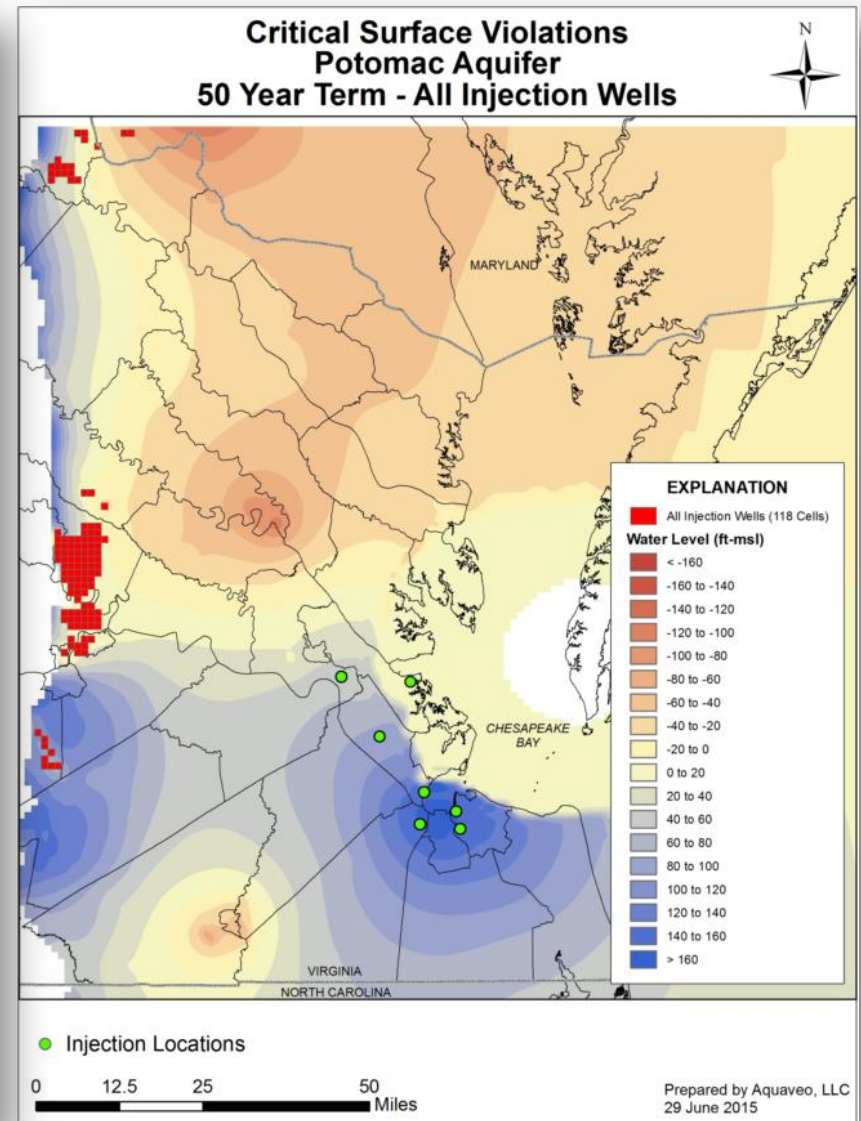 Critical Surface Violations
Potomac Aquifer
50 Year Term - All Injection Wells
N
MARYLAND
CHESAPEAKE
BAY
VIRGINIA
NORTH CAROLINA
EXPLANATION
All Injection Wells (118 Cells)
Water Level (ft-msl)
< -160
-160 to -140
-140 to -120
-120 to -100
-100 to -80
-80 to -60
-60 to -40
-40 to -20
-20 to 0
0 to 20
20 to 40
40 to 60
60 to 80
80 to 100
100 to 120
120 to 140
140 to 160
> 160
Injection Locations
0 12.5 25 50
Miles
Prepared by Aquaveo, LLC
29 June 2015